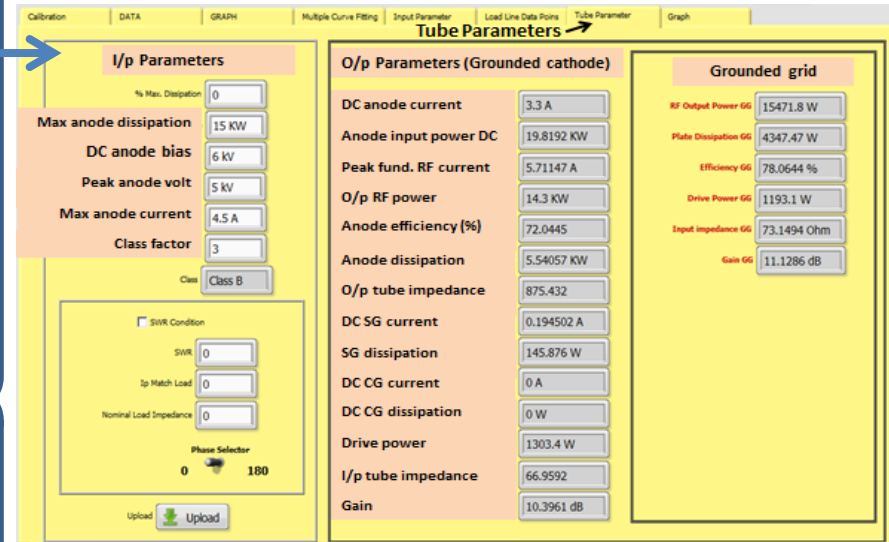 Calibration DATA GRAPH Multiple Curve Fitting Input Parameter Load Line Data Poins Tube Parameter Graph
Tube Parameters
I/p Parameters
% Max. Dissipation 0
Max anode dissipation 15 KW
DC anode bias 6 kV
Peak anode volt 5 kV
Max anode current 4.5 A
Class factor 3
Class Class B
SWR Condition
SWR 0
Ip Match Load 0
Nominal Load Impedance 0
Phase Selector
0 180
Upload Upload
O/p Parameters (Grounded cathode)
DC anode current 3.3 A
Anode input power DC 19.8192 KW
Peak fund. RF current 5.71147 A
O/p RF power 14.3 KW
Anode efficiency (%) 72.0445
Anode dissipation 5.54057 KW
O/p tube impedance 875.432
DC SG current 0.194502 A
SG dissipation 145.876 W
DC CG current 0 A
DC CG dissipation 0 W
Drive power 1303.4 W
I/p tube impedance 66.9592
Gain 10.3961 dB
Grounded grid
RF Output Power GG 15471.8 W
Plate Dissipation GG 4347.47 W
Efficiency GG 78.0644 %
Drive Power GG 1193.1 W
Input impedance GG 73.1494 Ohm
Gain GG 11.1286 dB